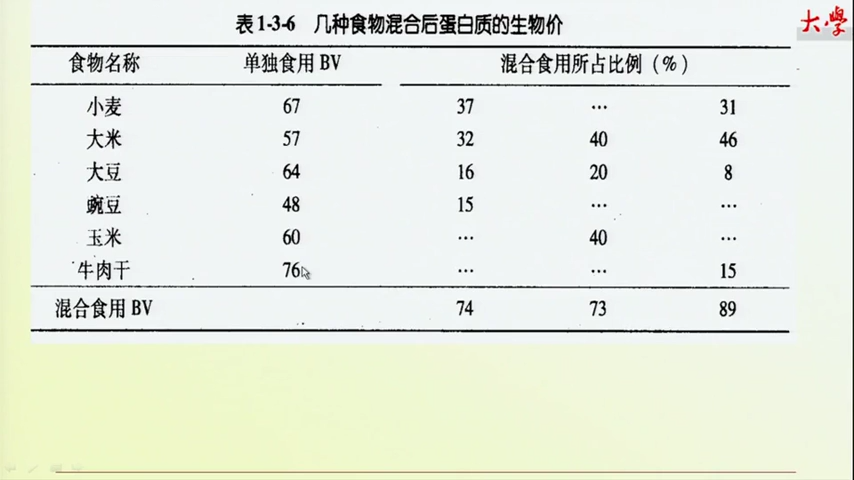 表1-3-6 几种食物混合后蛋白质的生物价
大學
食物名称 单独食用 BV 混合食用所占比例（%）
小麦 67 37 … 31
大米 57 32 40 46
大豆 64 16 20 8
豌豆 48 15 … …
玉米 60 … 40 …
牛肉干 76 … … 15
混合食用 BV 74 73 89